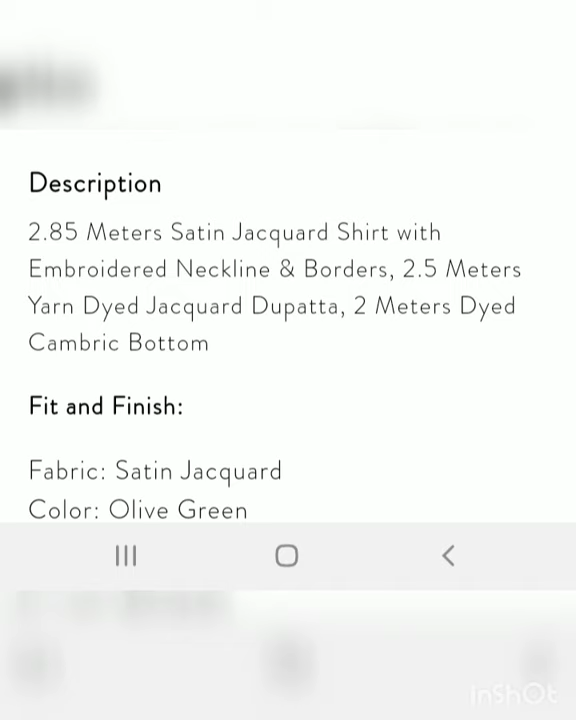 Description
2.85 Meters Satin Jacquard Shirt with
Embroidered Neckline & Borders, 2.5 Meters
Yarn Dyed Jacquard Dupatta, 2 Meters Dyed
Cambric Bottom
Fit and Finish:
Fabric: Satin Jacquard
Color: Olive Green
InShOt